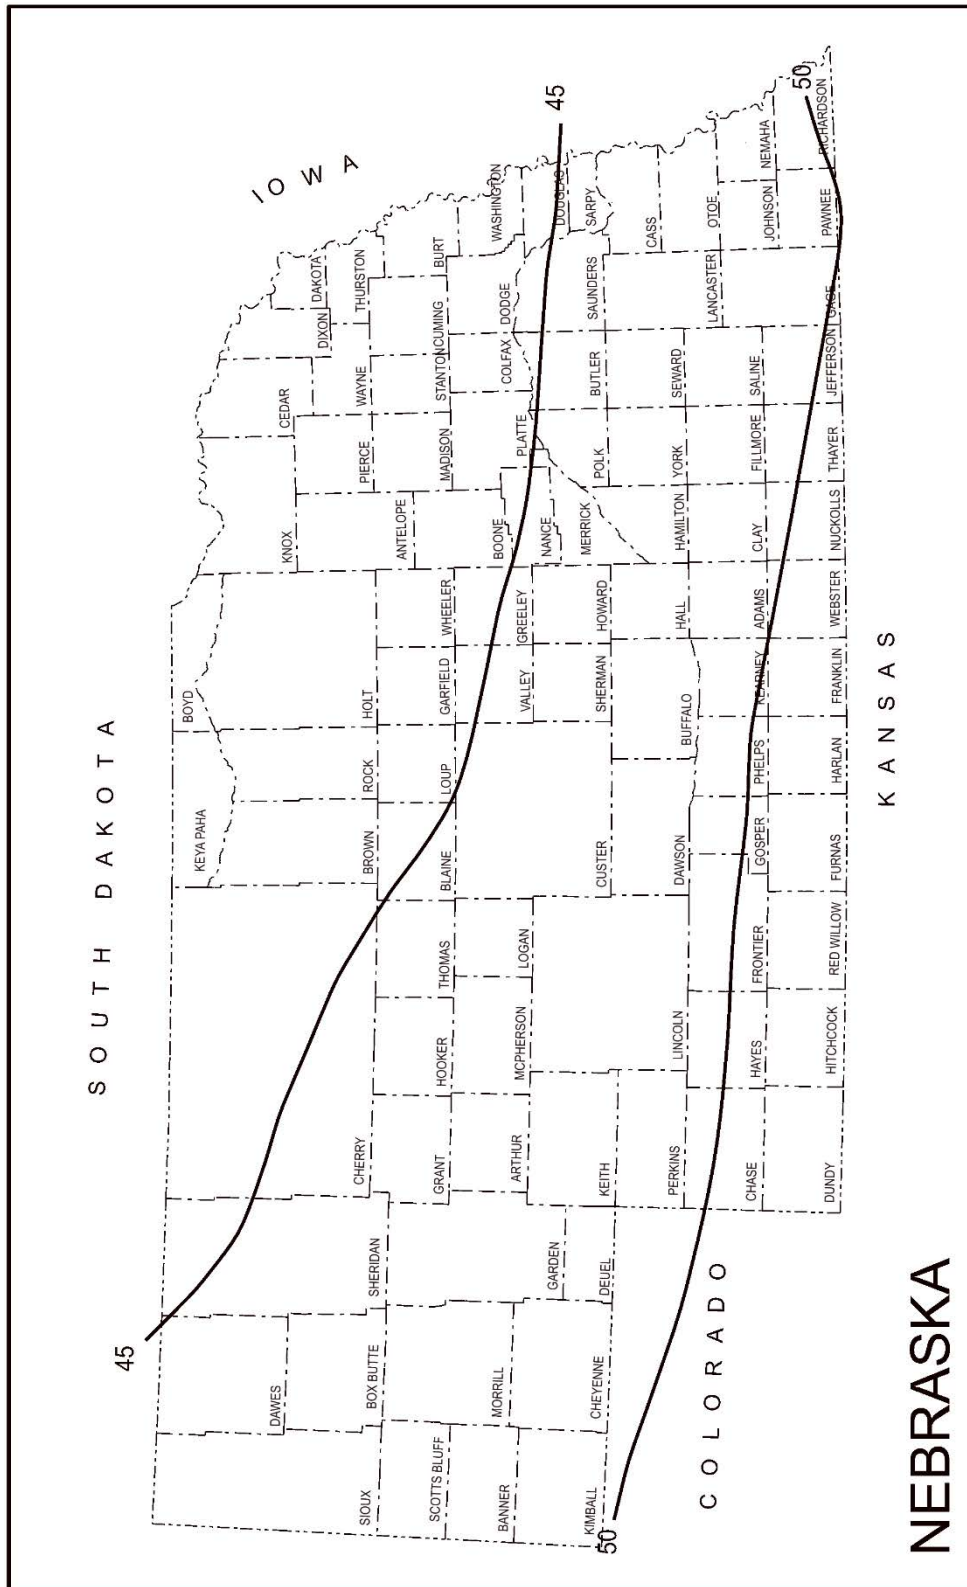 SOUTH DAKOTA
IOWA
45
50
DAWES
SIOUX
BOX BUTTE
SHERIDAN
CHERRY
KEYA PAHA
BOYD
BROWN
ROCK
HOLT
KNOX
CEDAR
DIXON
DAKOTA
PIERCE
WAYNE
THURSTON
ANTELOPE
SCOTTS BLUFF
GRANT
HOOKER
THOMAS
BLAINE
LOUP
GARFIELD
WHEELER
MADISON
STANTON
CUMING
BURT
BANNER
MORRILL
GARDEN
ARTHUR
MCPHERSON
LOGAN
VALLEY
GREELEY
BOONE
NANCE
PLATTE
COLFAX
DODGE
WASHINGTON
45
KIMBALL
CHEYENNE
DEUEL
KEITH
CUSTER
SHERMAN
HOWARD
MERRICK
POLK
BUTLER
SAUNDERS
DOUGLAS
SARPY
50
PERKINS
LINCOLN
DAWSON
BUFFALO
HALL
HAMILTON
YORK
SEWARD
LANCASTER
CASS
OTOE
CHASE
HAYES
FRONTIER
GOSPER
PHELPS
KEARNEY
ADAMS
CLAY
FILLMORE
SALINE
JOHNSON
NEMAHA
DUNDY
HITCHCOCK
RED WILLOW
FURNAS
HARLAN
FRANKLIN
WEBSTER
NUCKOLLS
THAYER
JEFFERSON
GAGE
PAWNEE
RICHARDSON
COLORADO
KANSAS
NEBRASKA